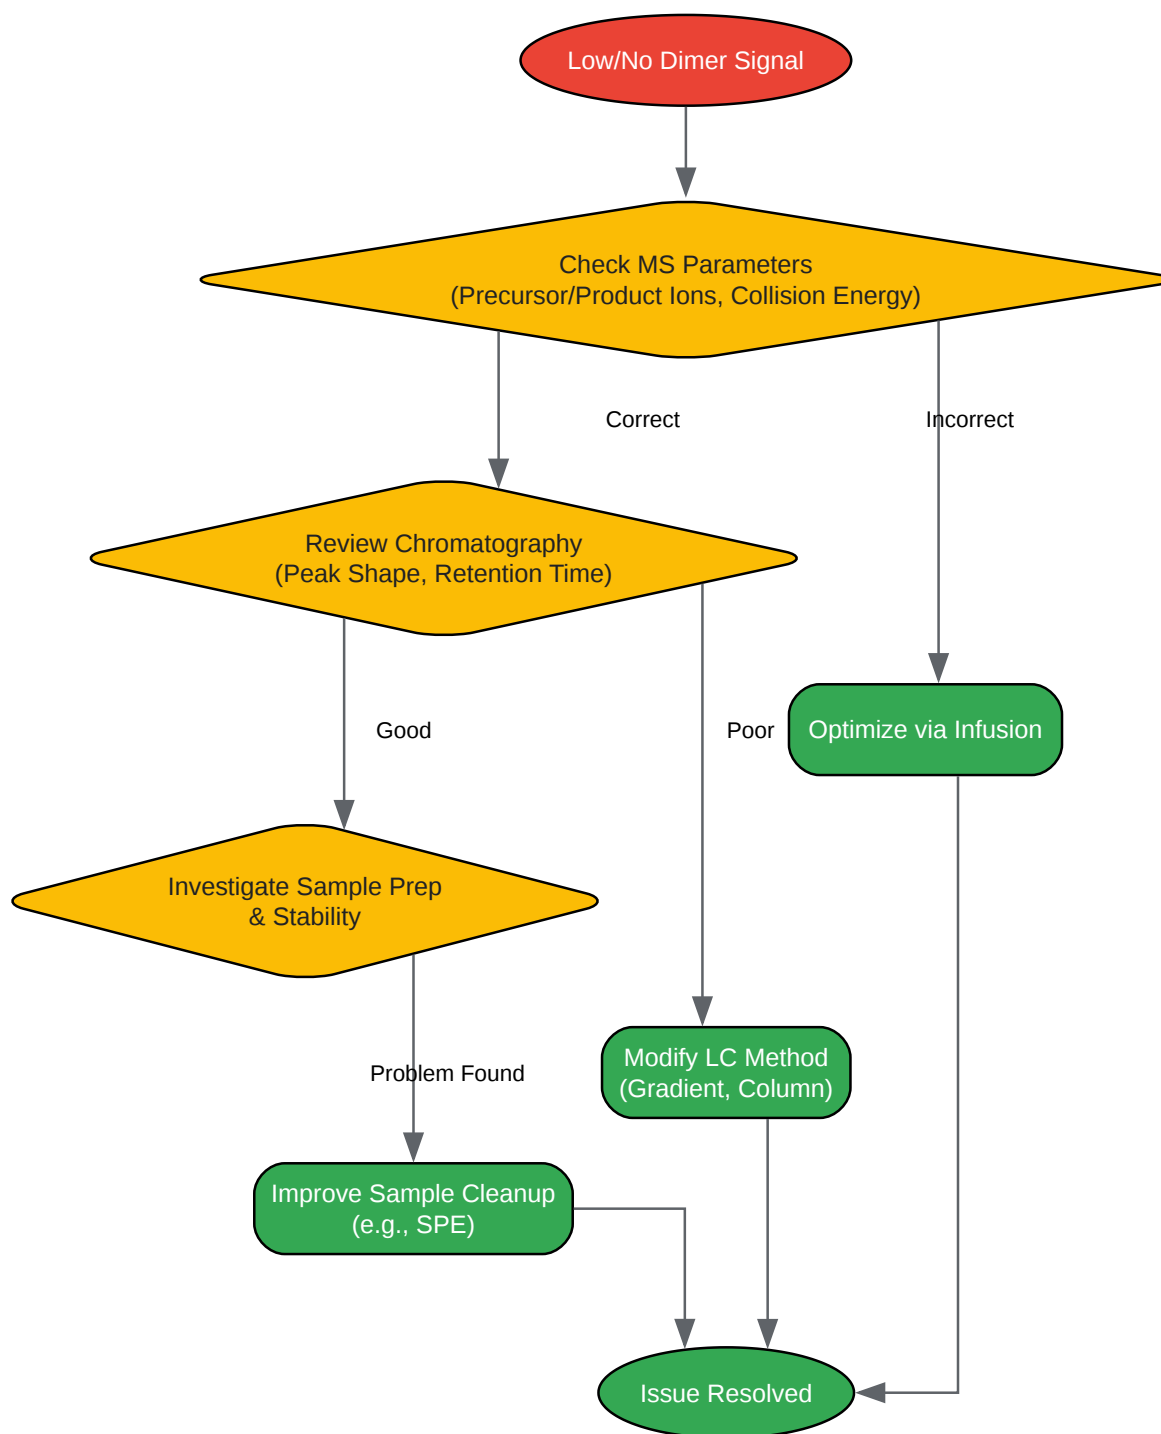 Low/No Dimer Signal
Check MS Parameters
(Precursor/Product Ions, Collision Energy)
Correct
Incorrect
Review Chromatography
(Peak Shape, Retention Time)
Good
Poor
Optimize via Infusion
Investigate Sample Prep
& Stability
Modify LC Method
(Gradient, Column)
Problem Found
Improve Sample Cleanup
(e.g., SPE)
Issue Resolved